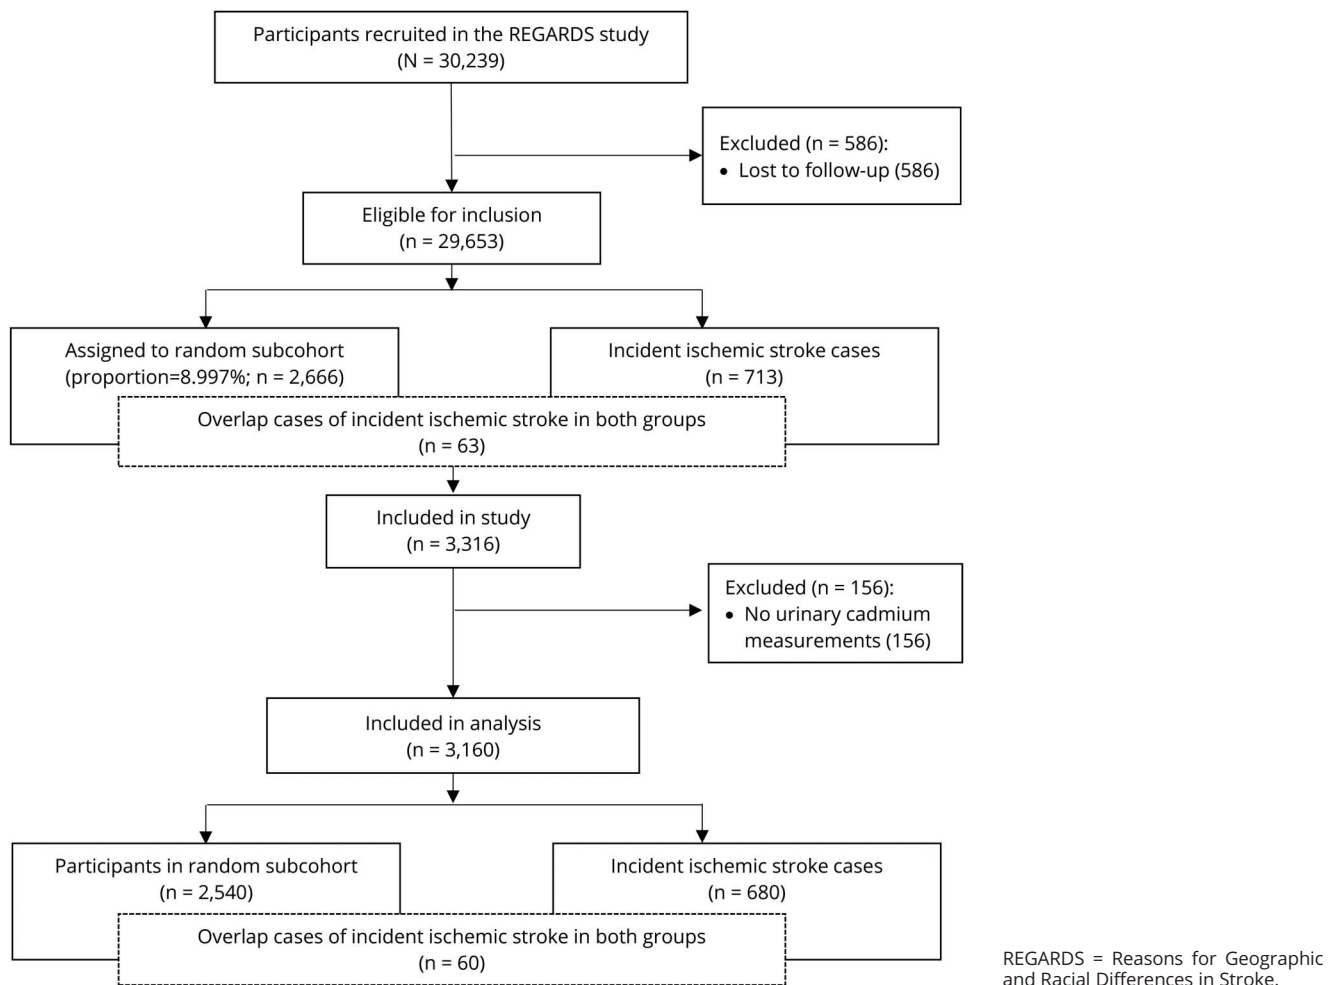 Participants recruited in the REGARDS study
(N = 30,239)
Excluded (n = 586):
• Lost to follow-up (586)
Eligible for inclusion
(n = 29,653)
Assigned to random subcohort
(proportion=8.997%; n = 2,666)
Incident ischemic stroke cases
(n = 713)
Overlap cases of incident ischemic stroke in both groups
(n = 63)
Included in study
(n = 3,316)
Excluded (n = 156):
• No urinary cadmium
measurements (156)
Included in analysis
(n = 3,160)
Participants in random subcohort
(n = 2,540)
Incident ischemic stroke cases
(n = 680)
Overlap cases of incident ischemic stroke in both groups
(n = 60)
REGARDS = Reasons for Geographic
and Racial Differences in Stroke.